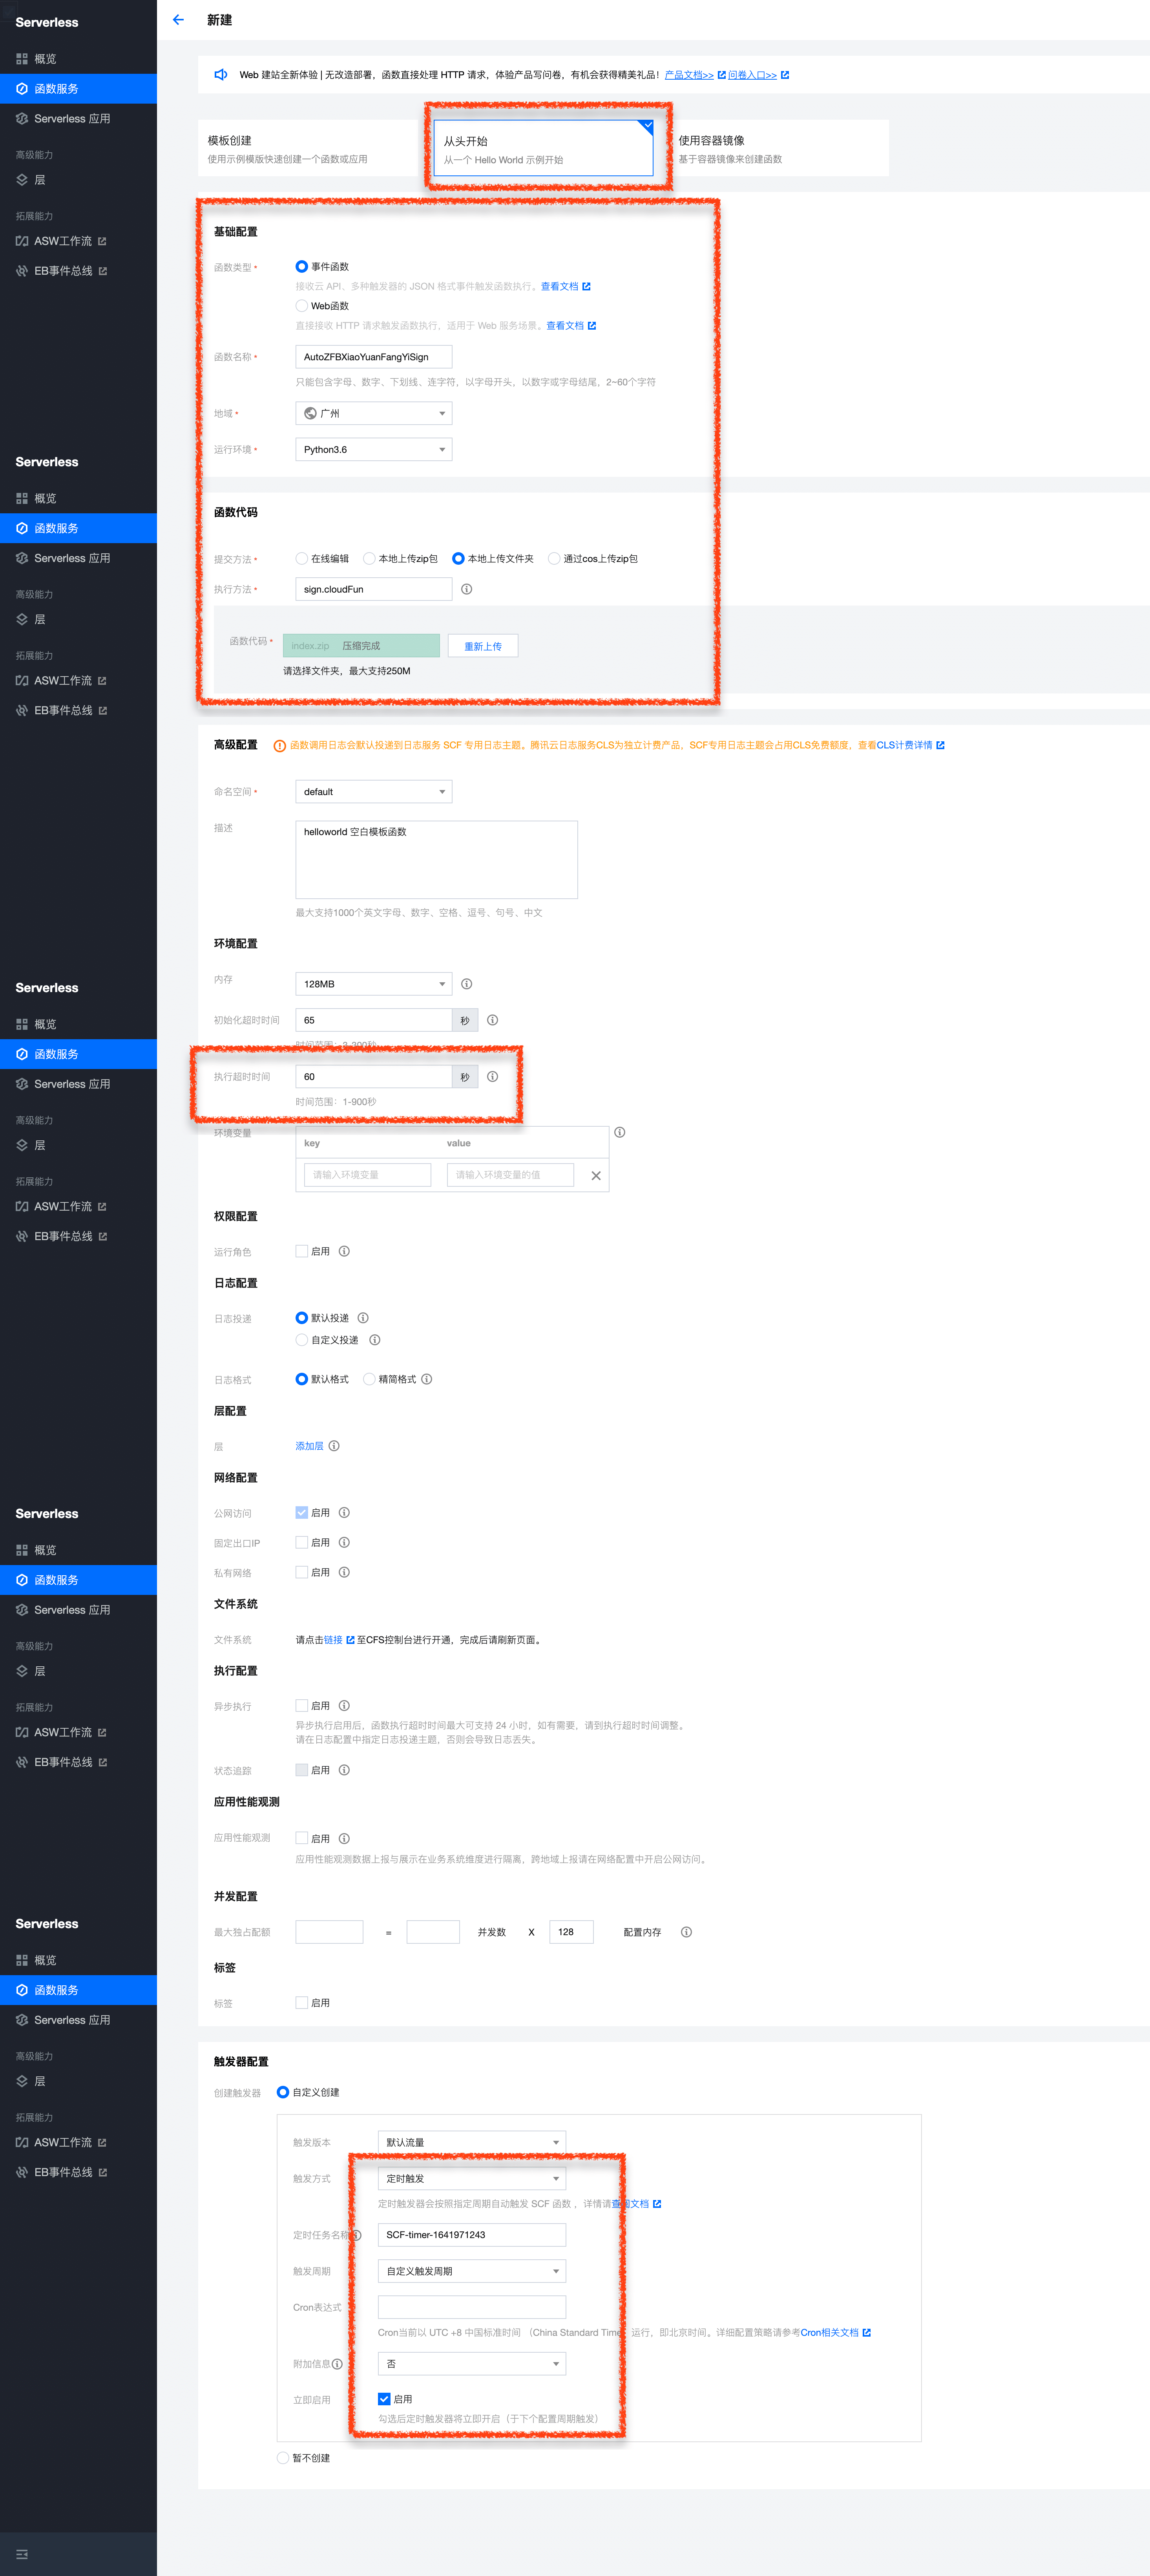 Serverless
概览
函数服务
Serverless 应用
高级能力
层
拓展能力
ASW工作流
EB事件总线
Serverless
概览
函数服务
Serverless 应用
高级能力
层
拓展能力
ASW工作流
EB事件总线
Serverless
概览
函数服务
Serverless 应用
高级能力
层
拓展能力
ASW工作流
EB事件总线
Serverless
概览
函数服务
Serverless 应用
高级能力
层
拓展能力
ASW工作流
EB事件总线
Serverless
概览
函数服务
Serverless 应用
高级能力
层
拓展能力
ASW工作流
EB事件总线
新建
Web 建站全新体验 | 无改造部署，函数直接处理 HTTP 请求，体验产品写问卷，有机会获得精美礼品！产品文档>> 问卷入口>>
模板创建
使用示例模版快速创建一个函数或应用
从头开始
从一个 Hello World 示例开始
使用容器镜像
基于容器镜像来创建函数
基础配置
函数类型* 事件函数
接收云 API、多种触发器的 JSON 格式事件触发函数执行。查看文档
Web函数
直接接收 HTTP 请求触发函数执行，适用于 Web 服务场景。查看文档
函数名称* AutoZFBXiaoYuanFangYiSign
只能包含字母、数字、下划线、连字符，以字母开头，以数字或字母结尾，2~60个字符
地域* 广州
运行环境* Python3.6
函数代码
提交方法* 在线编辑 本地上传zip包 本地上传文件夹 通过cos上传zip包
执行方法* sign.cloudFun
函数代码* index.zip 压缩完成 重新上传
请选择文件夹，最大支持250M
高级配置 函数调用日志会默认投递到日志服务 SCF 专用日志主题。腾讯云日志服务CLS为独立计费产品，SCF专用日志主题会占用CLS免费额度，查看CLS计费详情
命名空间* default
描述 helloworld 空白模板函数
最大支持1000个英文字母、数字、空格、逗号、句号、中文
环境配置
内存 128MB
初始化超时时间 65 秒
时间范围：3-300秒
执行超时时间 60 秒
时间范围：1-900秒
环境变量 key value
请输入环境变量 请输入环境变量的值
权限配置
运行角色 启用
日志配置
日志投递 默认投递
自定义投递
日志格式 默认格式 精简格式
层配置
层 添加层
网络配置
公网访问 启用
固定出口IP 启用
私有网络 启用
文件系统
文件系统 请点击链接 至CFS控制台进行开通，完成后请刷新页面。
执行配置
异步执行 启用
异步执行启用后，函数执行超时时间最大可支持 24 小时，如有需要，请到执行超时时间调整。
请在日志配置中指定日志投递主题，否则会导致日志丢失。
状态追踪 启用
应用性能观测
应用性能观测 启用
应用性能观测数据上报与展示在业务系统维度进行隔离，跨地域上报请在网络配置中开启公网访问。
并发配置
最大独占配额 = 并发数 X 128 配置内存
标签
标签 启用
触发器配置
创建触发器 自定义创建
触发版本 默认流量
触发方式 定时触发
定时触发器会按照指定周期自动触发 SCF 函数 ，详情请查阅文档
定时任务名称 SCF-timer-1641971243
触发周期 自定义触发周期
Cron表达式
Cron当前以 UTC +8 中国标准时间 （China Standard Time 运行，即北京时间。详细配置策略请参考Cron相关文档
附加信息 否
立即启用 启用
勾选后定时触发器将立即开启（于下个配置周期触发）
暂不创建